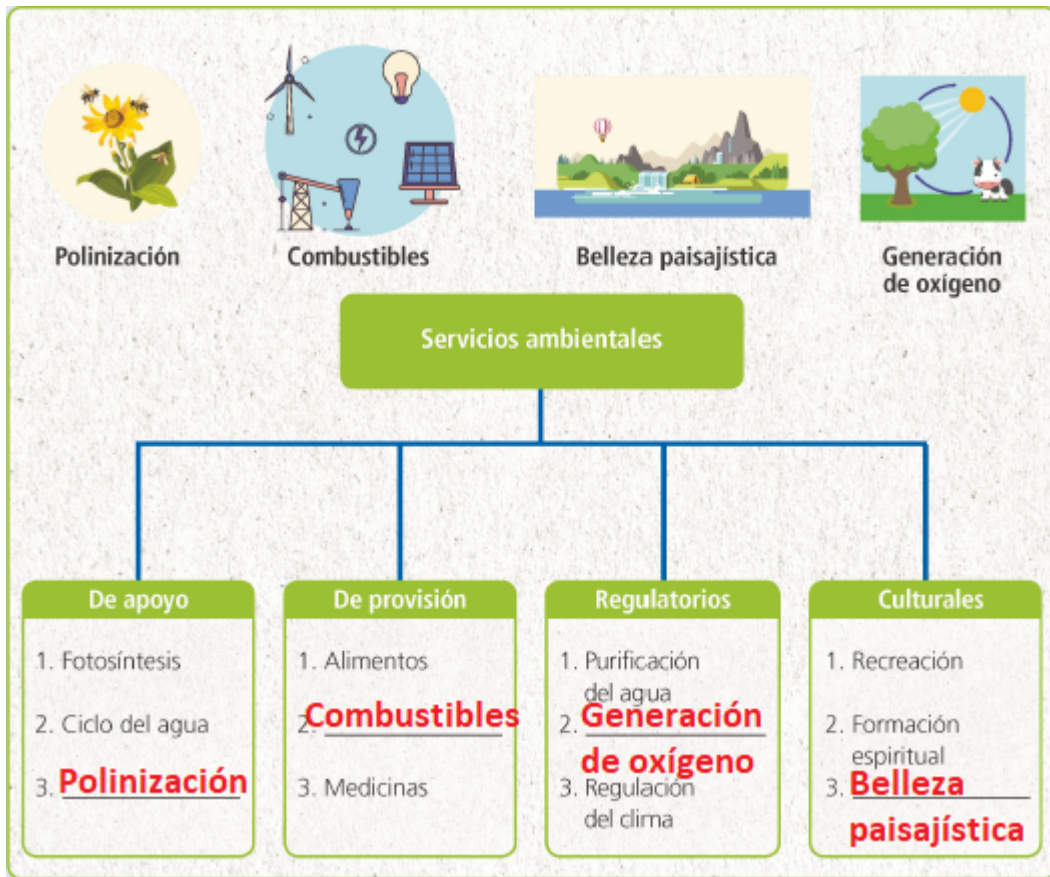 Polinización
Combustibles
Belleza paisajística
Generación
de oxígeno
Servicios ambientales
De apoyo
1. Fotosíntesis
2. Ciclo del agua
3. Polinización
De provisión
1. Alimentos
2. Combustibles
3. Medicinas
Regulatorios
1. Purificación
del agua
2. Generación
de oxígeno
3. Regulación
del clima
Culturales
1. Recreación
2. Formación
espiritual
3. Belleza
paisajística